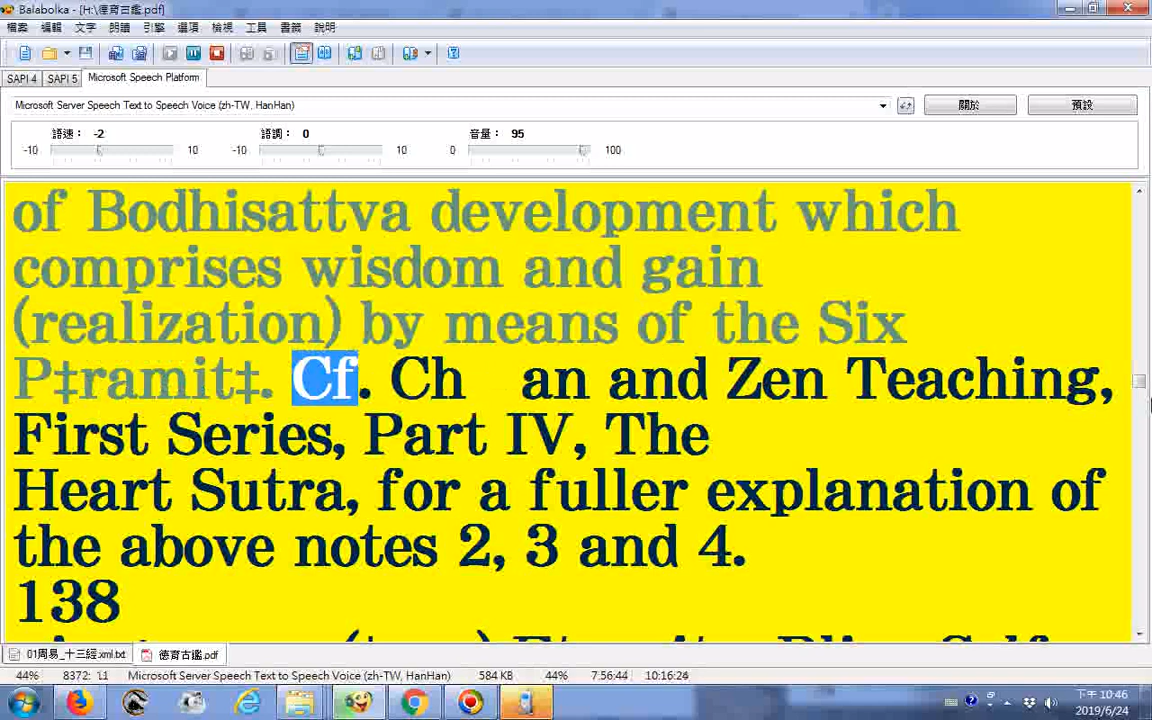 Balabolka - [H:\德育古鑑.pdf]
檔案 編輯 文字 朗讀 引擎 選項 檢視 工具 書籤 說明
SAPI 4 SAPI 5 Microsoft Speech Platform
Microsoft Server Speech Text to Speech Voice (zh-TW, HanHan) 關於 預設
語速： -2 語調： 0 音量： 95
-10 10 -10 10 0 100
of Bodhisattva development which
comprises wisdom and gain
(realization) by means of the Six
P‡ramit‡. Cf. Ch an and Zen Teaching,
First Series, Part IV, The
Heart Sutra, for a fuller explanation of
the above notes 2, 3 and 4.
138
01周易_十三經.xml.txt 德育古鑑.pdf
44% 8372: 11 Microsoft Server Speech Text to Speech Voice (zh-TW, HanHan) 584 KB 44% 7:56:44 10:16:24
下午 10:46
2019/6/24